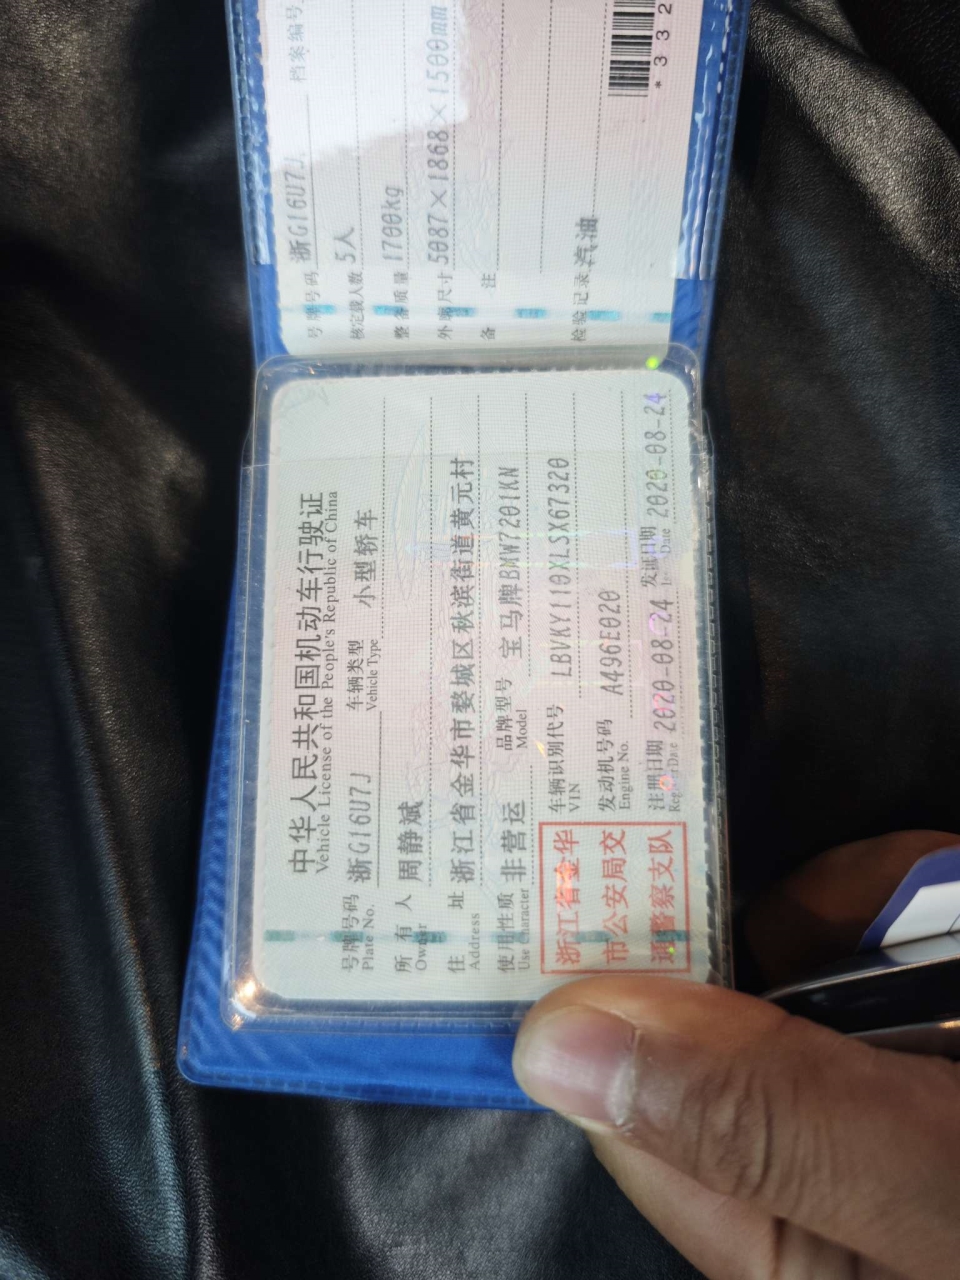 中华人民共和国机动车行驶证
Vehicle License of the People's Republic of China
号牌号码 浙G16U7J 车辆类型 小型轿车
Plate No. Vehicle Type
所有人 周静斌
Owner
住址 浙江省金华市婺城区秋滨街道黄元村
Address
使用性质 非营运 品牌型号 宝马牌BMW7201KN
Use Character Model
浙江省金华
市公安局交
通警察支队
车辆识别代号 LBVKY110XLSX67320
VIN
发动机号码 A496E020
Engine No.
注册日期 2020-08-24 发证日期 2020-08-24
Register Date Issue Date
号牌号码 浙G16U7J 档案编号
核定载人数 5人
整备质量 1700kg
外廓尺寸 5087×1868×1500mm
备注
检验记录 汽油
*332